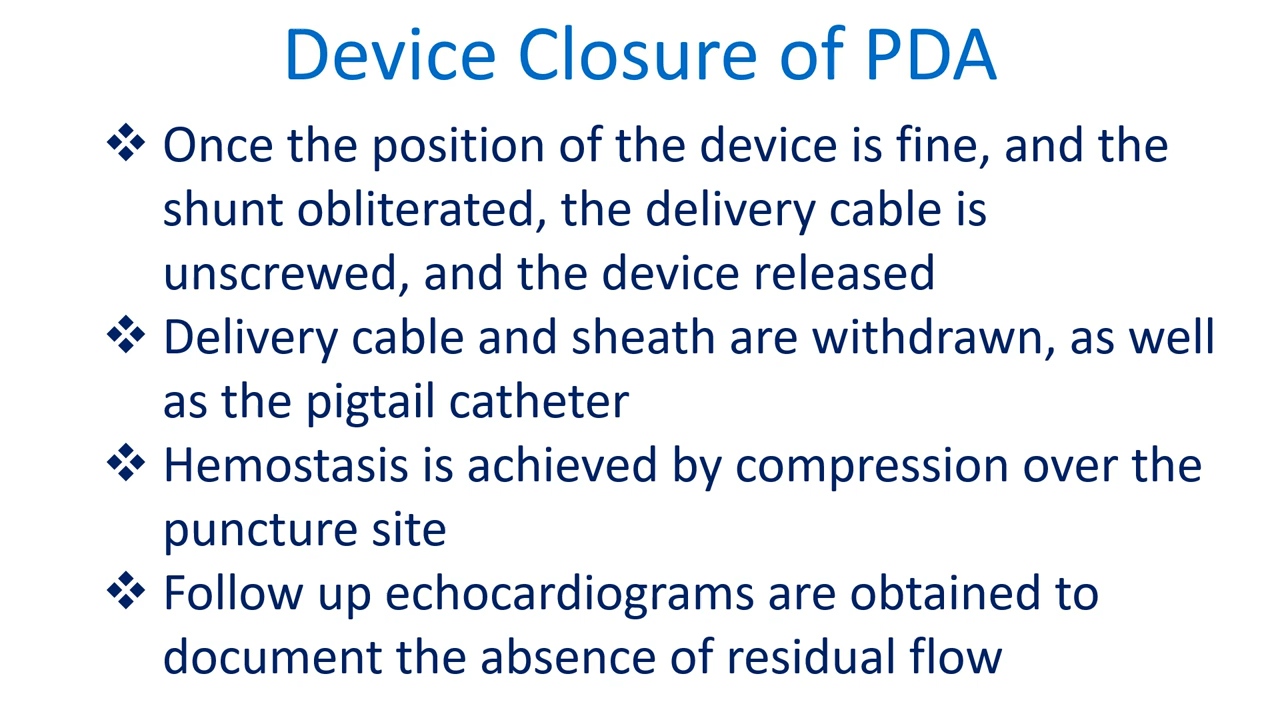 Device Closure of PDA
❖ Once the position of the device is fine, and the
shunt obliterated, the delivery cable is
unscrewed, and the device released
❖ Delivery cable and sheath are withdrawn, as well
as the pigtail catheter
❖ Hemostasis is achieved by compression over the
puncture site
❖ Follow up echocardiograms are obtained to
document the absence of residual flow